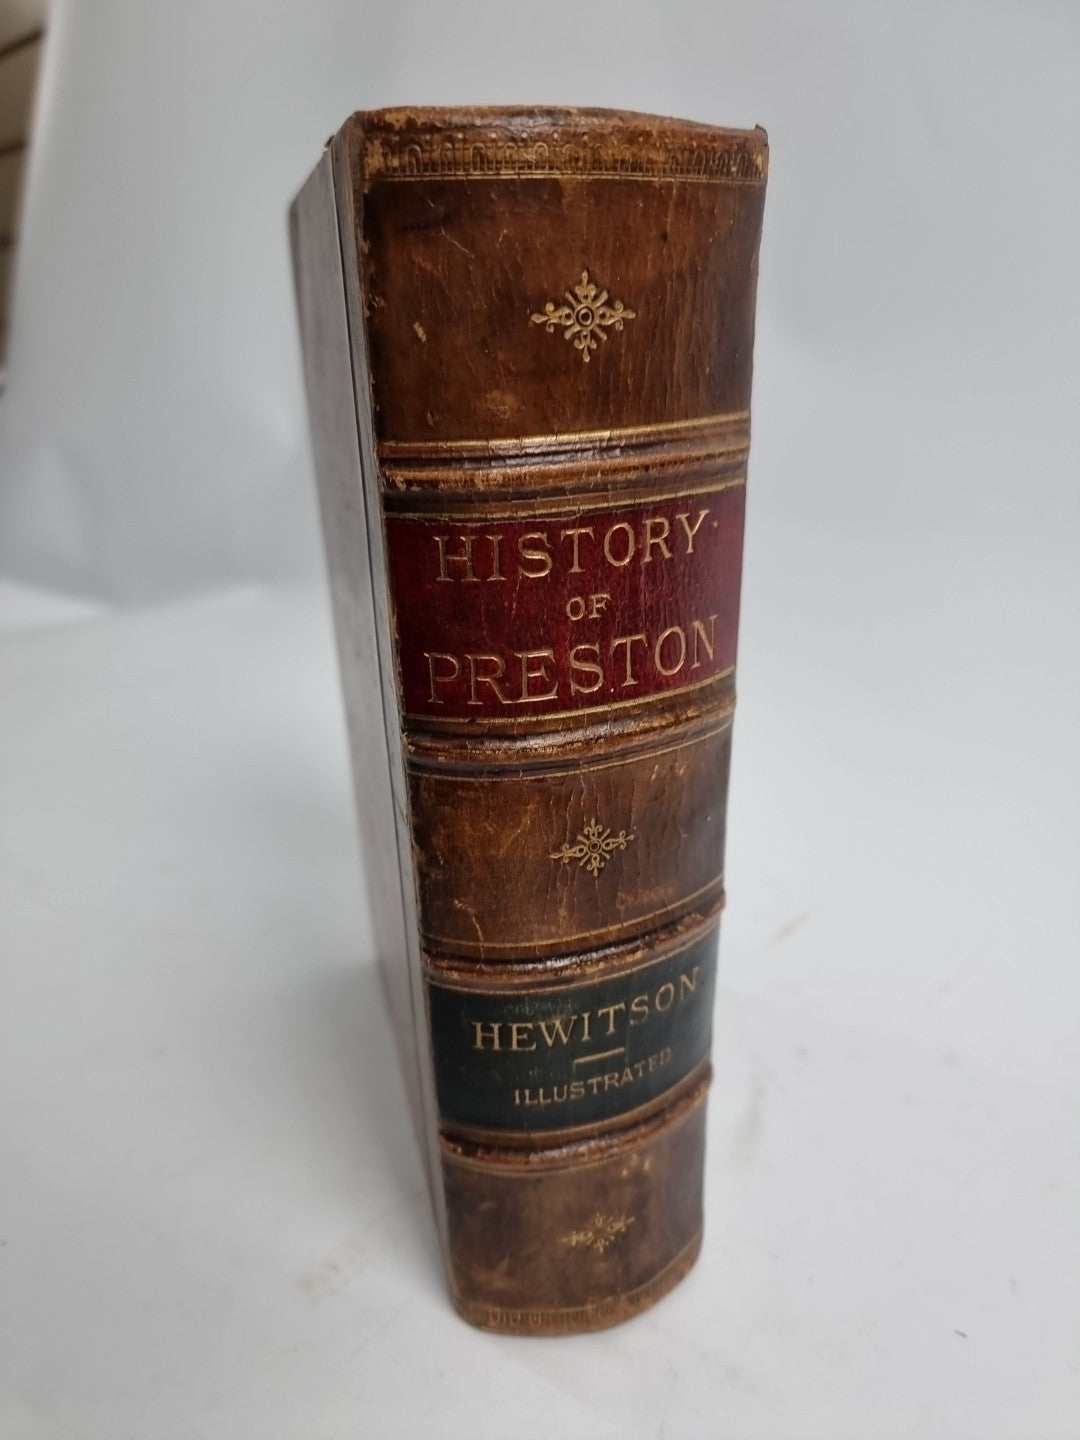 HISTORY
OF
PRESTON
HEWITSON
ILLUSTRATED